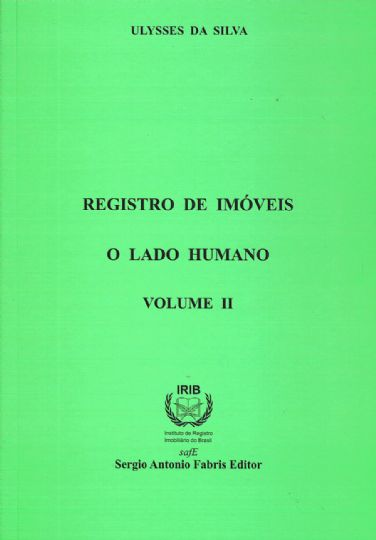 ULYSSES DA SILVA
REGISTRO DE IMÓVEIS
O LADO HUMANO
VOLUME II
IRIB
Instituto de Registro
Imobiliário do Brasil
safE
Sergio Antonio Fabris Editor